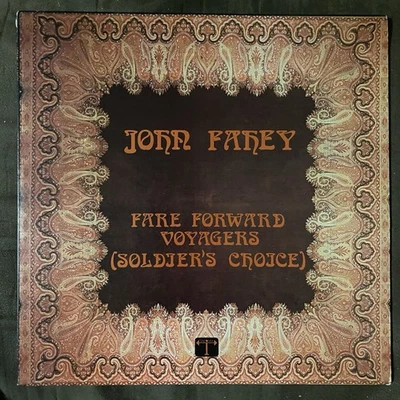 JOHN FAHEY
FARE FORWARD
VOYAGERS
(SOLDIER'S CHOICE)
T